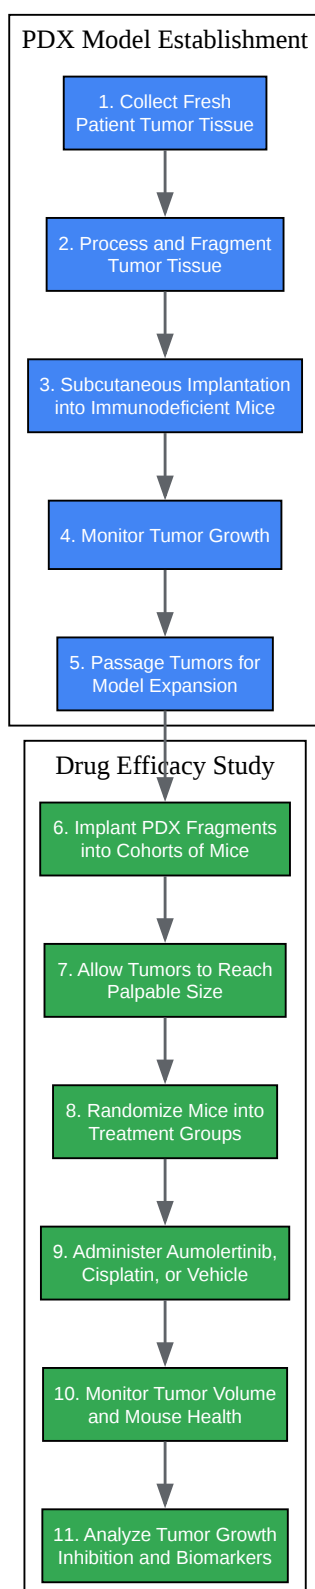 PDX Model Establishment
1. Collect Fresh
Patient Tumor Tissue
2. Process and Fragment
Tumor Tissue
3. Subcutaneous Implantation
into Immunodeficient Mice
4. Monitor Tumor Growth
5. Passage Tumors for
Model Expansion
Drug Efficacy Study
6. Implant PDX Fragments
into Cohorts of Mice
7. Allow Tumors to Reach
Palpable Size
8. Randomize Mice into
Treatment Groups
9. Administer Aumolertinib,
Cisplatin, or Vehicle
10. Monitor Tumor Volume
and Mouse Health
11. Analyze Tumor Growth
Inhibition and Biomarkers